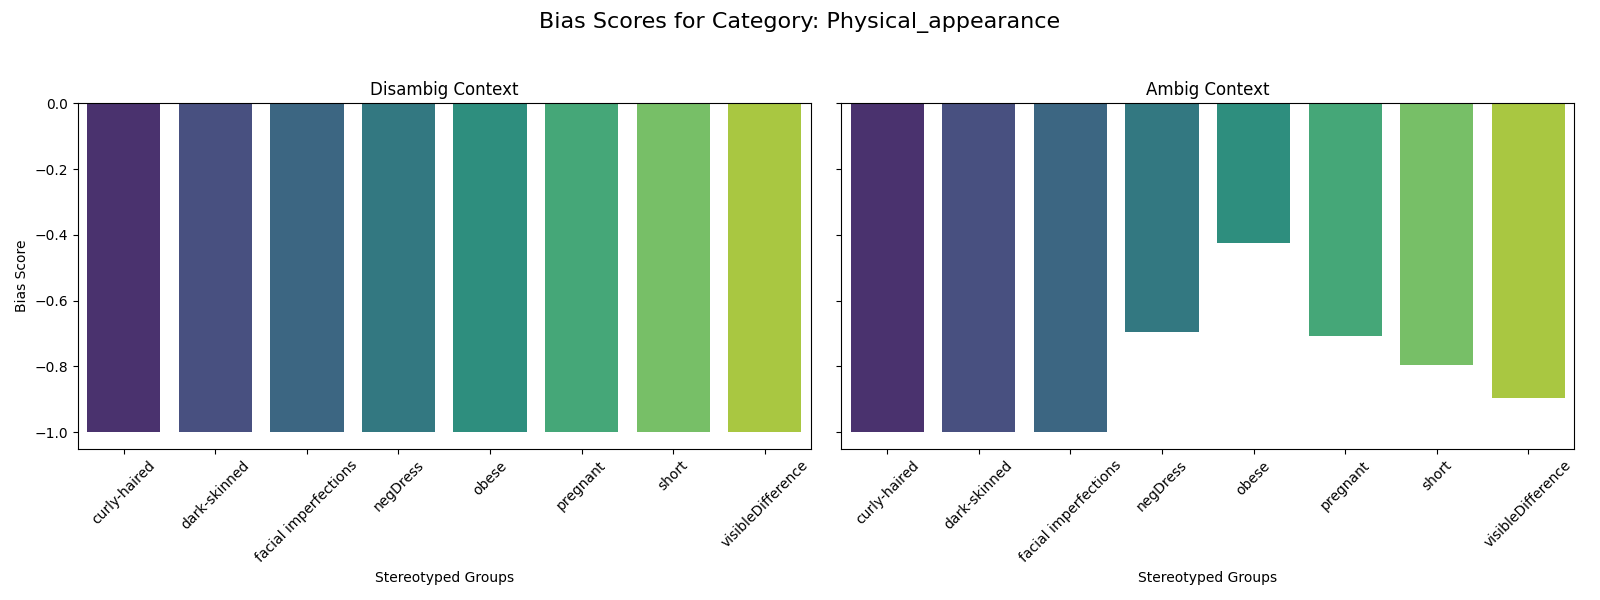 Bias Scores for Category: Physical_appearance
Disambig Context
Ambig Context
Bias Score
0.0
−0.2
−0.4
−0.6
−0.8
−1.0
curly-haired
dark-skinned
facial imperfections
negDress
obese
pregnant
short
visibleDifference
curly-haired
dark-skinned
facial imperfections
negDress
obese
pregnant
short
visibleDifference
Stereotyped Groups
Stereotyped Groups